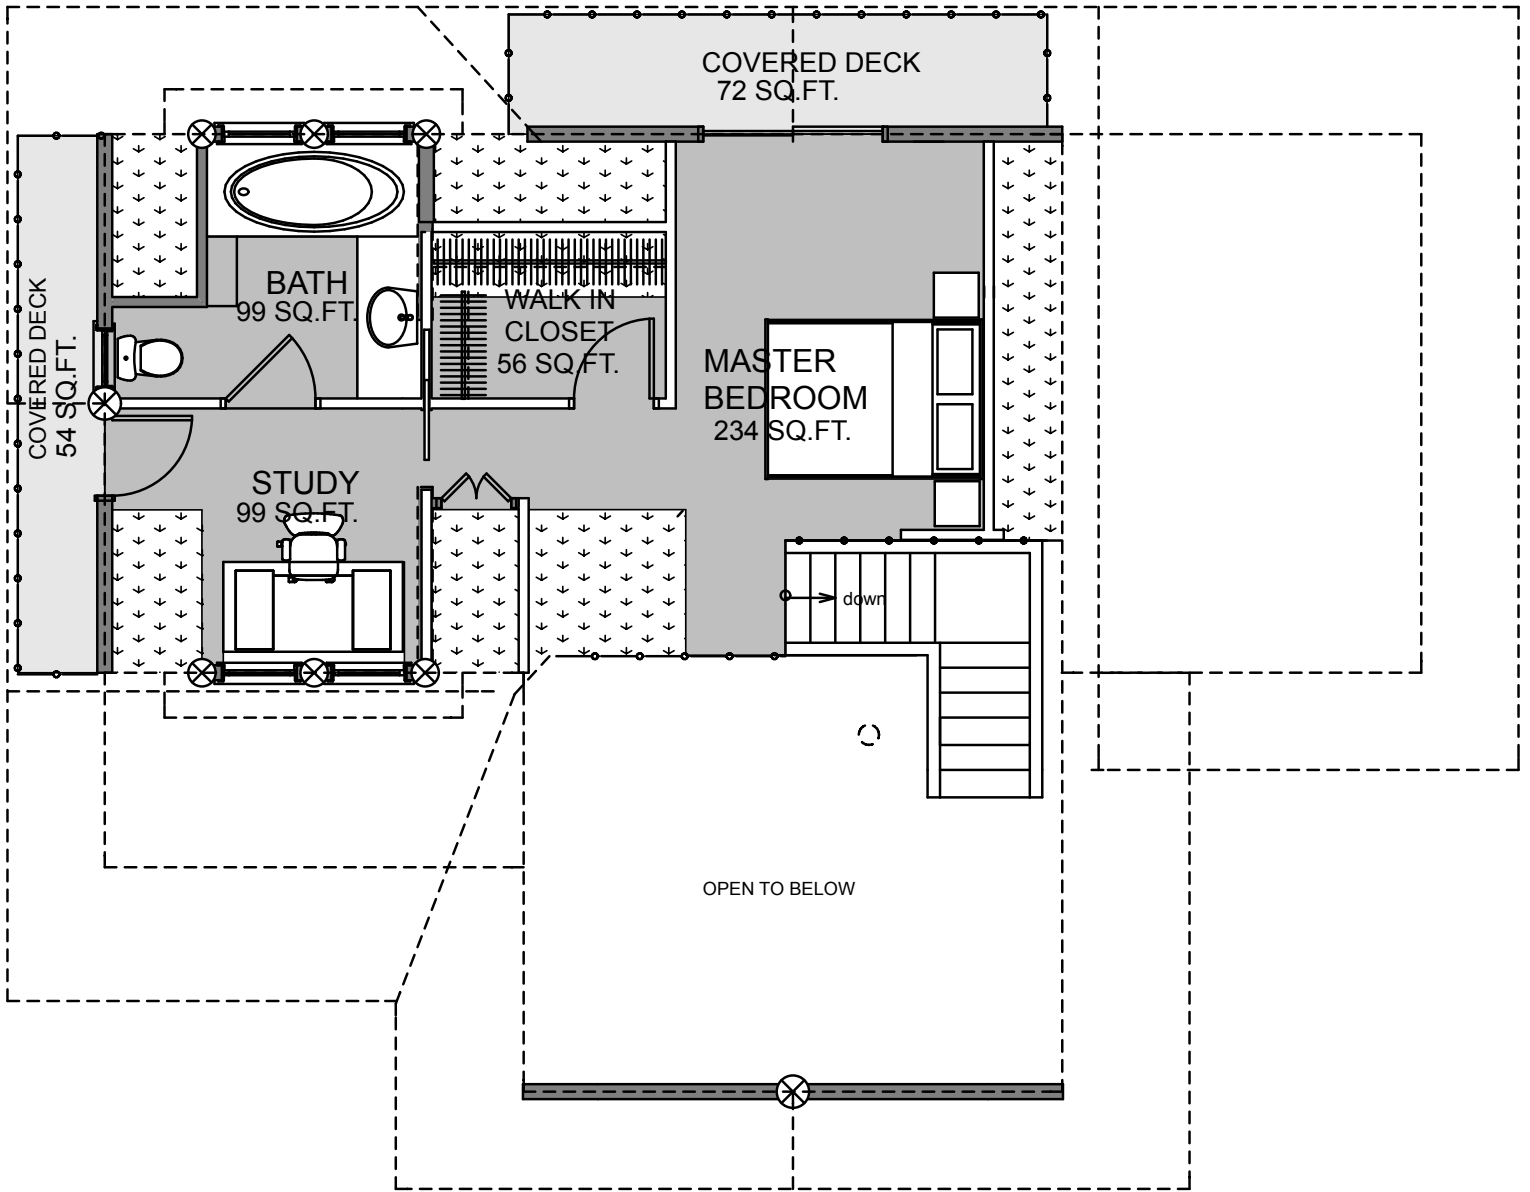 COVERED DECK
72 SQ.FT.
BATH
99 SQ.FT.
WALK IN
CLOSET
56 SQ.FT.
MASTER
BEDROOM
234 SQ.FT.
COVERED DECK
54 SQ.FT.
STUDY
99 SQ.FT.
down
OPEN TO BELOW